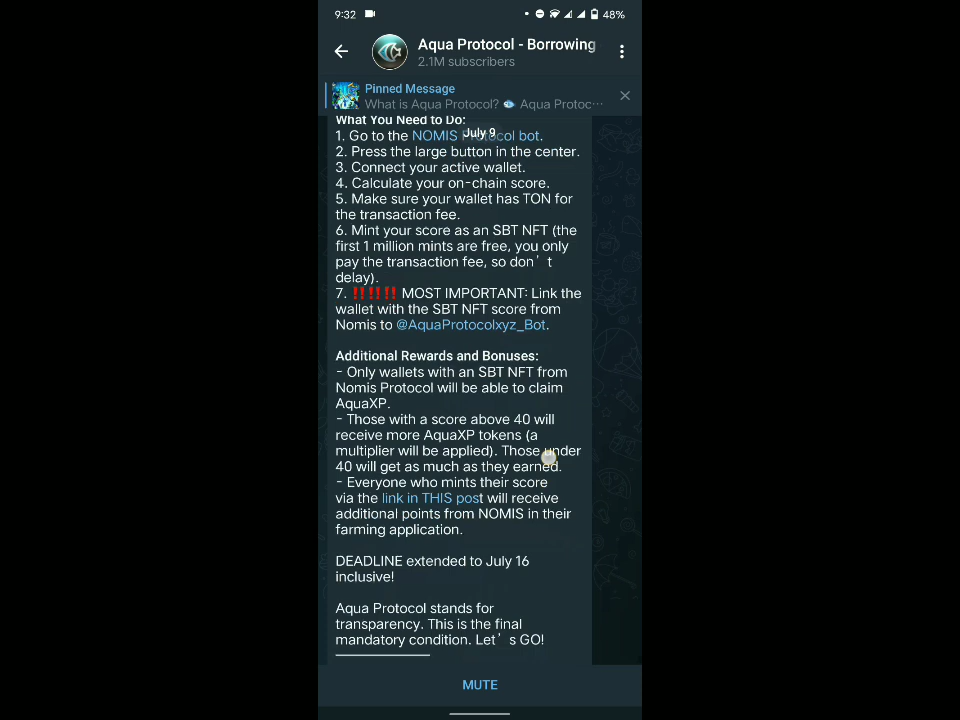 9:32
48%
Aqua Protocol - Borrowing
2.1M subscribers
Pinned Message
What is Aqua Protocol? 🐟 Aqua Protoc...
What You Need to Do:
July 9
1. Go to the NOMIS Protocol bot.
2. Press the large button in the center.
3. Connect your active wallet.
4. Calculate your on-chain score.
5. Make sure your wallet has TON for
the transaction fee.
6. Mint your score as an SBT NFT (the
first 1 million mints are free, you only
pay the transaction fee, so don't
delay).
7. ‼️‼️‼️‼️ MOST IMPORTANT: Link the
wallet with the SBT NFT score from
Nomis to @AquaProtocolxyz_Bot.
Additional Rewards and Bonuses:
- Only wallets with an SBT NFT from
Nomis Protocol will be able to claim
AquaXP.
- Those with a score above 40 will
receive more AquaXP tokens (a
multiplier will be applied). Those under
40 will get as much as they earned.
- Everyone who mints their score
via the link in THIS post will receive
additional points from NOMIS in their
farming application.
DEADLINE extended to July 16
inclusive!
Aqua Protocol stands for
transparency. This is the final
mandatory condition. Let's GO!
MUTE